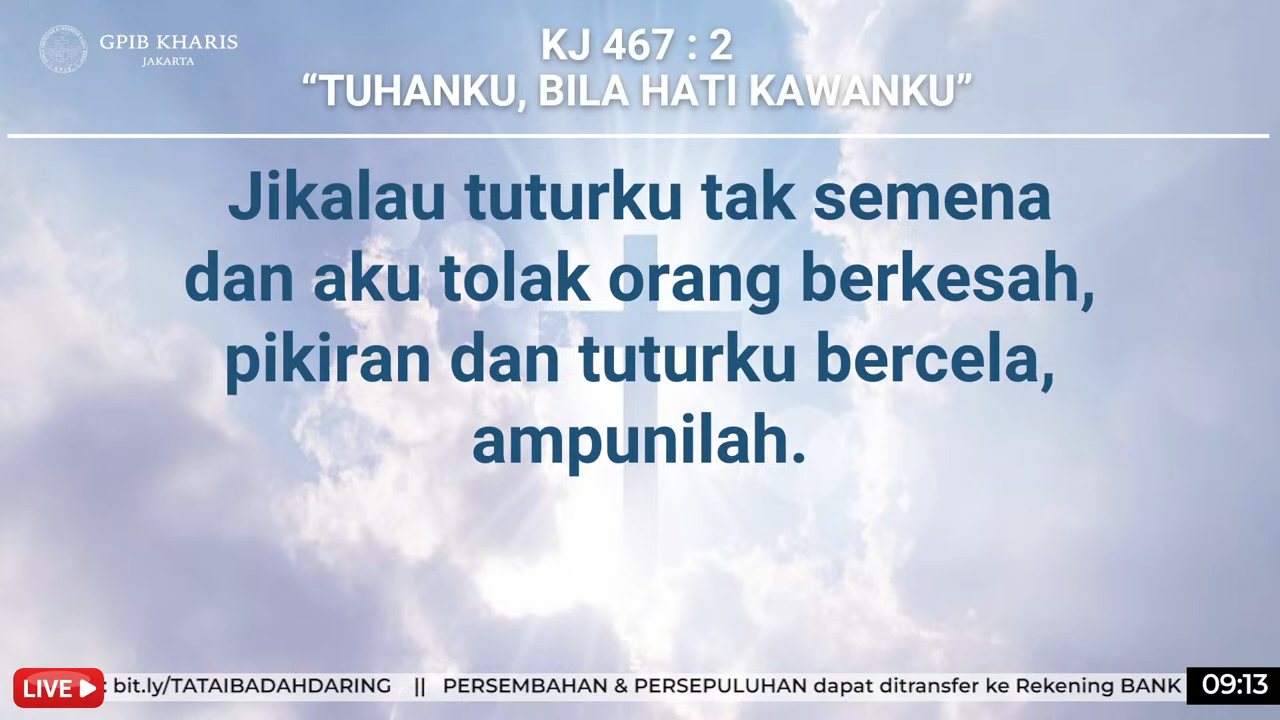 GPIB KHARIS
JAKARTA
KJ 467 : 2
“TUHANKU, BILA HATI KAWANKU”
Jikalau tuturku tak semena
dan aku tolak orang berkesah,
pikiran dan tuturku bercela,
ampunilah.
LIVE
: bit.ly/TATAIBADAHDARING || PERSEMBAHAN & PERSEPULUHAN dapat ditransfer ke Rekening BANK
09:13